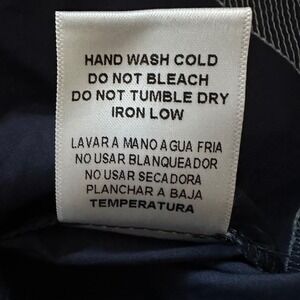 HAND WASH COLD
DO NOT BLEACH
DO NOT TUMBLE DRY
IRON LOW
LAVAR A MANO AGUA FRIA
NO USAR BLANQUEADOR
NO USAR SECADORA
PLANCHAR A BAJA
TEMPERATURA